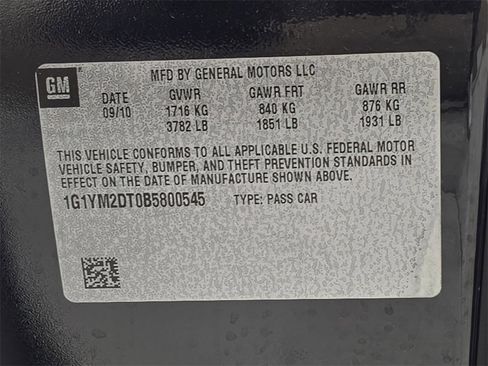 GM
MFD BY GENERAL MOTORS LLC
DATE GVWR GAWR FRT GAWR RR
09/10 1716 KG 840 KG 876 KG
3782 LB 1851 LB 1931 LB
THIS VEHICLE CONFORMS TO ALL APPLICABLE U.S. FEDERAL MOTOR
VEHICLE SAFETY, BUMPER, AND THEFT PREVENTION STANDARDS IN
EFFECT ON THE DATE OF MANUFACTURE SHOWN ABOVE.
1G1YM2DT0B5800545 TYPE: PASS CAR